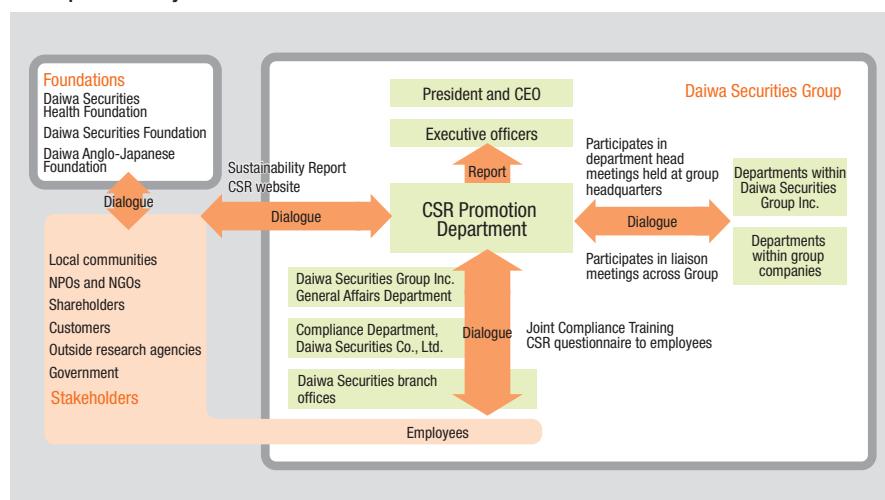 Foundations
Daiwa Securities
Health Foundation
Daiwa Securities Foundation
Daiwa Anglo-Japanese
Foundation
Dialogue
Local communities
NPOs and NGOs
Shareholders
Customers
Outside research agencies
Government
Stakeholders
Sustainability Report
CSR website
Dialogue
Daiwa Securities Group
President and CEO
Executive officers
Report
CSR Promotion
Department
Participates in
department head
meetings held at group
headquarters
Dialogue
Participates in liaison
meetings across Group
Departments within
Daiwa Securities
Group Inc.
Departments
within group
companies
Daiwa Securities Group Inc.
General Affairs Department
Compliance Department,
Daiwa Securities Co., Ltd.
Dialogue
Joint Compliance Training
CSR questionnaire to employees
Daiwa Securities branch
offices
Employees